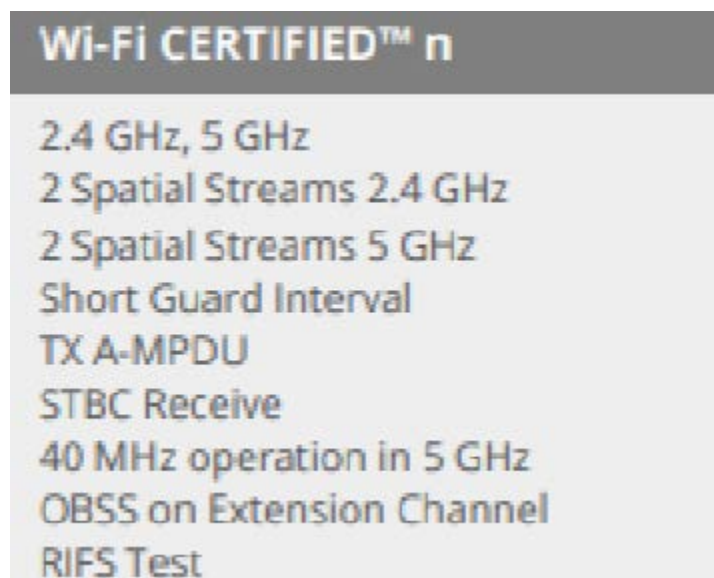 Wi-Fi CERTIFIED™ n
2.4 GHz, 5 GHz
2 Spatial Streams 2.4 GHz
2 Spatial Streams 5 GHz
Short Guard Interval
TX A-MPDU
STBC Receive
40 MHz operation in 5 GHz
OBSS on Extension Channel
RIFS Test